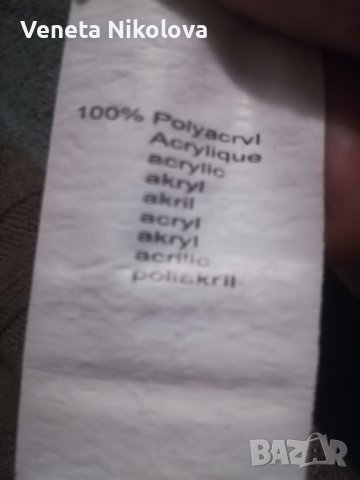 Veneta Nikolova
100% Polyacryl
Acrylique
acrylic
akryl
akril
acryl
akryl
acrilic
poliakril
BAZAR